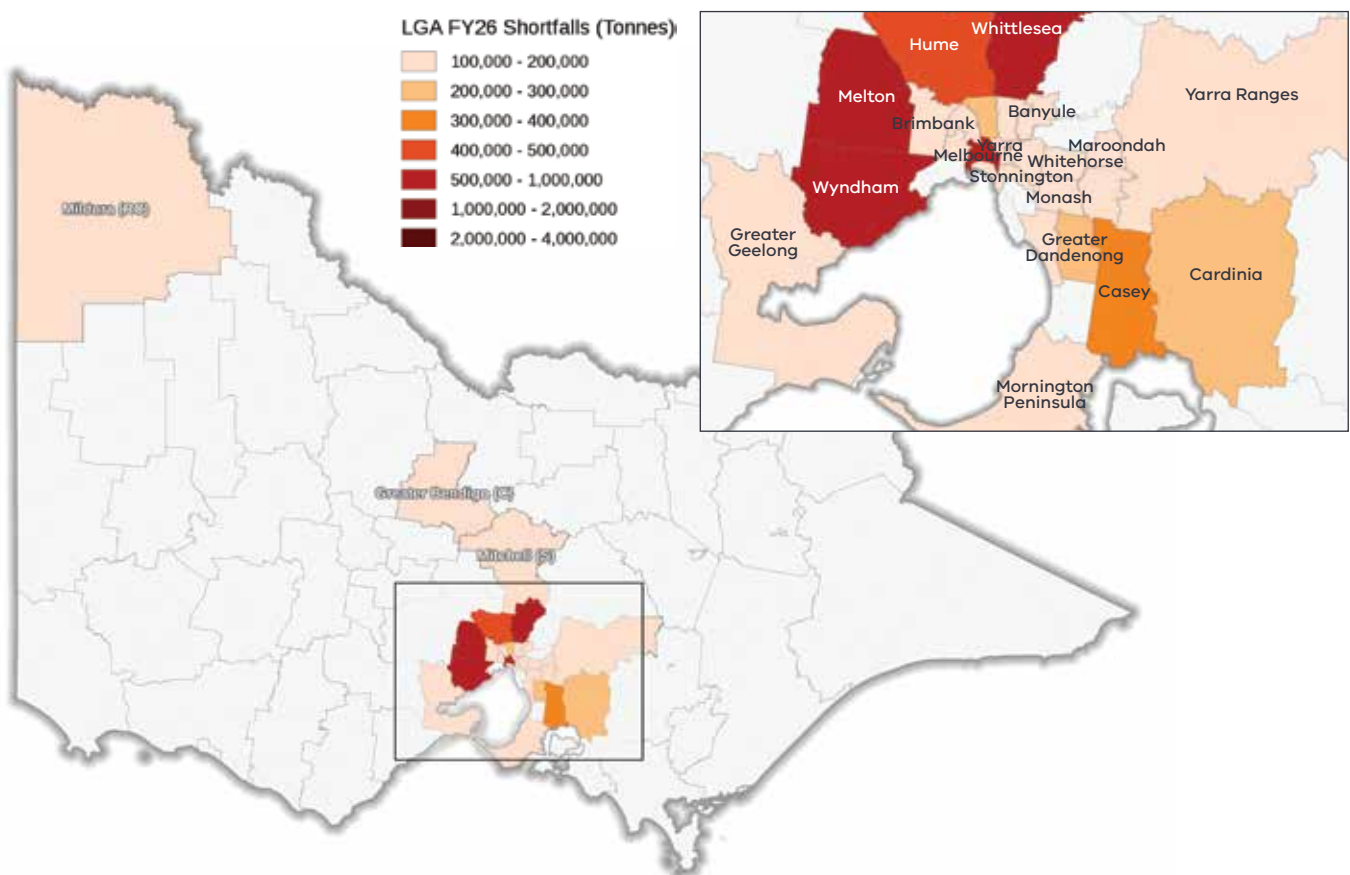 LGA FY26 Shortfalls (Tonnes)
100,000 - 200,000
200,000 - 300,000
300,000 - 400,000
400,000 - 500,000
500,000 - 1,000,000
1,000,000 - 2,000,000
2,000,000 - 4,000,000
Whittlesea
Hume
Melton
Yarra Ranges
Banyule
Brimbank
Yarra
Maroondah
Melbourne
Whitehorse
Stonnington
Wyndham
Monash
Greater
Geelong
Greater
Dandenong
Cardinia
Casey
Mornington
Peninsula
Mildura (RC)
Greater Bendigo (C)
Mitchell (S)